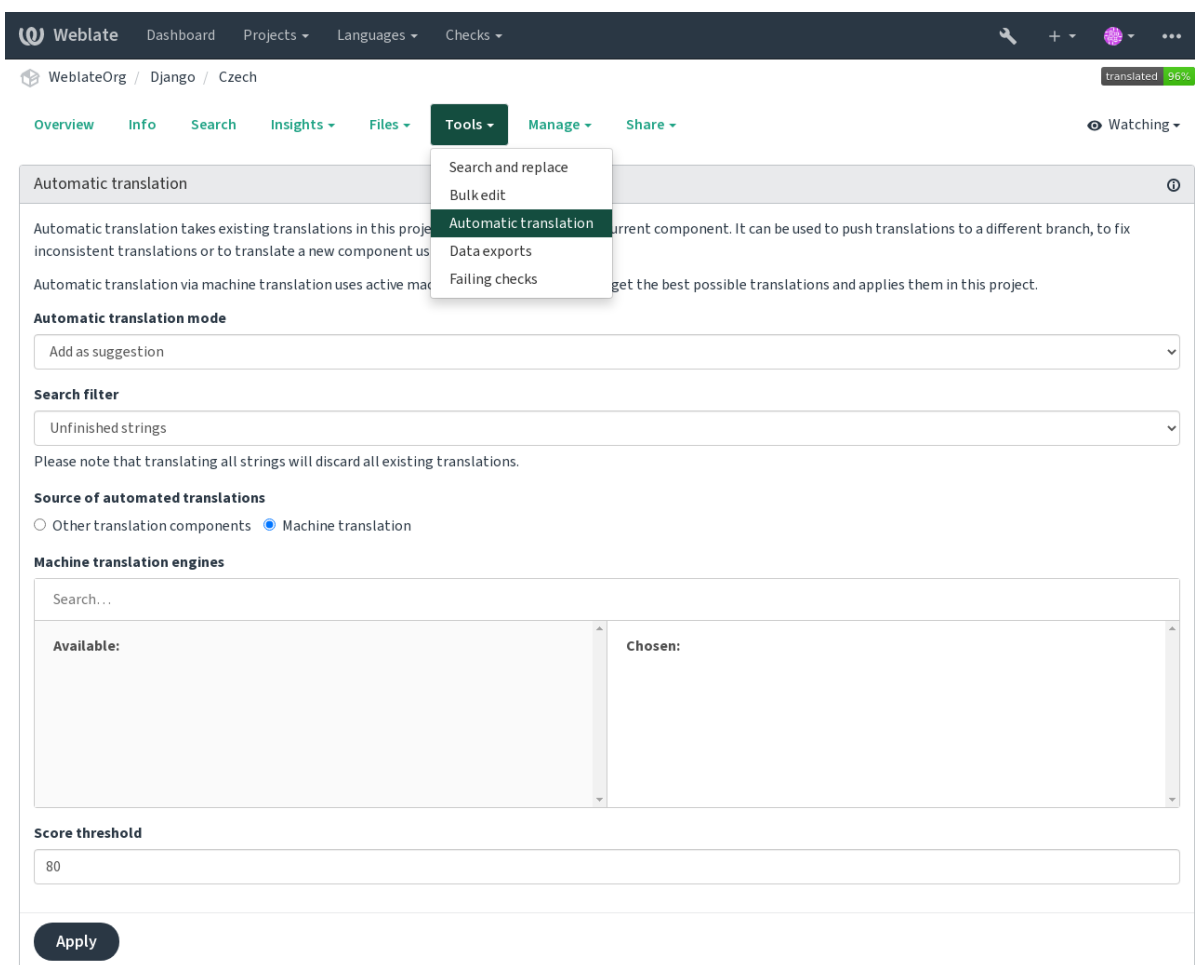 Weblate Dashboard Projects Languages Checks
WeblateOrg / Django / Czech translated 96%
Overview Info Search Insights Files Tools Manage Share Watching
Search and replace
Bulk edit
Automatic translation
Data exports
Failing checks
Automatic translation
Automatic translation takes existing translations in this proje urrent component. It can be used to push translations to a different branch, to fix
inconsistent translations or to translate a new component us
Automatic translation via machine translation uses active mac get the best possible translations and applies them in this project.
Automatic translation mode
Add as suggestion
Search filter
Unfinished strings
Please note that translating all strings will discard all existing translations.
Source of automated translations
Other translation components Machine translation
Machine translation engines
Search…
Available: Chosen:
Score threshold
80
Apply